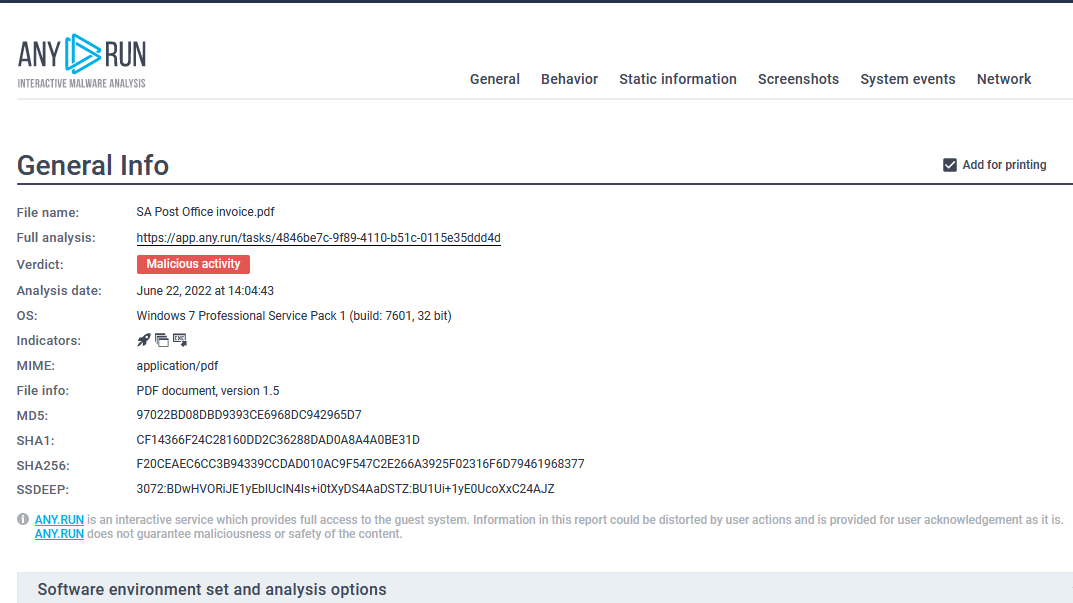 ANY RUN
INTERACTIVE MALWARE ANALYSIS
General Behavior Static information Screenshots System events Network
General Info
Add for printing
File name: SA Post Office invoice.pdf
Full analysis: https://app.any.run/tasks/4846be7c-9f89-4110-b51c-0115e35ddd4d
Verdict: Malicious activity
Analysis date: June 22, 2022 at 14:04:43
OS: Windows 7 Professional Service Pack 1 (build: 7601, 32 bit)
Indicators:
MIME: application/pdf
File info: PDF document, version 1.5
MD5: 97022BD08DBD9393CE6968DC942965D7
SHA1: CF14366F24C28160DD2C36288DAD0A8A4A0BE31D
SHA256: F20CEAEC6CC3B94339CCDAD010AC9F547C2E266A3925F02316F6D79461968377
SSDEEP: 3072:BDwHVORiJE1yEbIUcIN4Is+i0tXyDS4AaDSTZ:BU1Ui+1yE0UcoXxC24AJZ
ANY.RUN is an interactive service which provides full access to the guest system. Information in this report could be distorted by user actions and is provided for user acknowledgement as it is.
ANY.RUN does not guarantee maliciousness or safety of the content.
Software environment set and analysis options